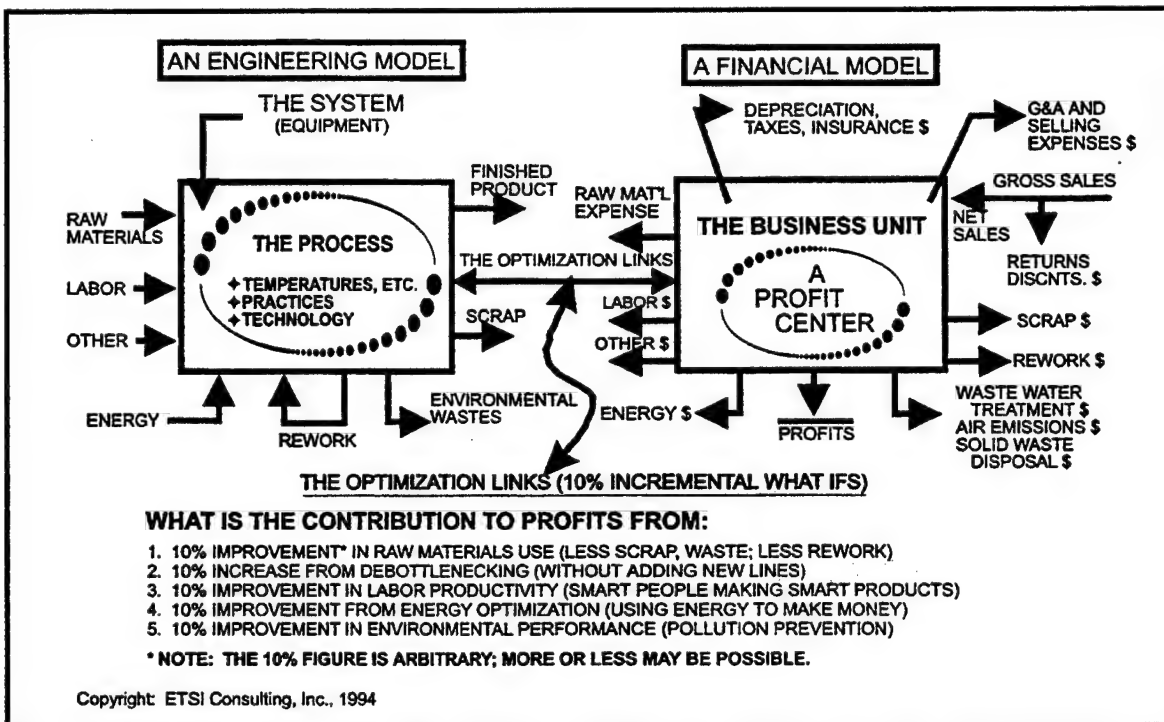 AN ENGINEERING MODEL
THE SYSTEM
(EQUIPMENT)
RAW
MATERIALS
LABOR
OTHER
THE PROCESS
✦TEMPERATURES, ETC.
✦PRACTICES
✦TECHNOLOGY
FINISHED
PRODUCT
SCRAP
ENERGY
REWORK
ENVIRONMENTAL
WASTES
THE OPTIMIZATION LINKS
A FINANCIAL MODEL
DEPRECIATION,
TAXES, INSURANCE $
G&A AND
SELLING
EXPENSES $
RAW MAT'L
EXPENSE
LABOR $
OTHER $
THE BUSINESS UNIT
A
PROFIT
CENTER
GROSS SALES
NET
SALES
RETURNS
DISCNTS. $
SCRAP $
REWORK $
ENERGY $
PROFITS
WASTE WATER
TREATMENT $
AIR EMISSIONS $
SOLID WASTE
DISPOSAL $
THE OPTIMIZATION LINKS (10% INCREMENTAL WHAT IFS)
WHAT IS THE CONTRIBUTION TO PROFITS FROM:
1. 10% IMPROVEMENT* IN RAW MATERIALS USE (LESS SCRAP, WASTE; LESS REWORK)
2. 10% INCREASE FROM DEBOTTLENECKING (WITHOUT ADDING NEW LINES)
3. 10% IMPROVEMENT IN LABOR PRODUCTIVITY (SMART PEOPLE MAKING SMART PRODUCTS)
4. 10% IMPROVEMENT FROM ENERGY OPTIMIZATION (USING ENERGY TO MAKE MONEY)
5. 10% IMPROVEMENT IN ENVIRONMENTAL PERFORMANCE (POLLUTION PREVENTION)
* NOTE: THE 10% FIGURE IS ARBITRARY; MORE OR LESS MAY BE POSSIBLE.
Copyright: ETSI Consulting, Inc., 1994